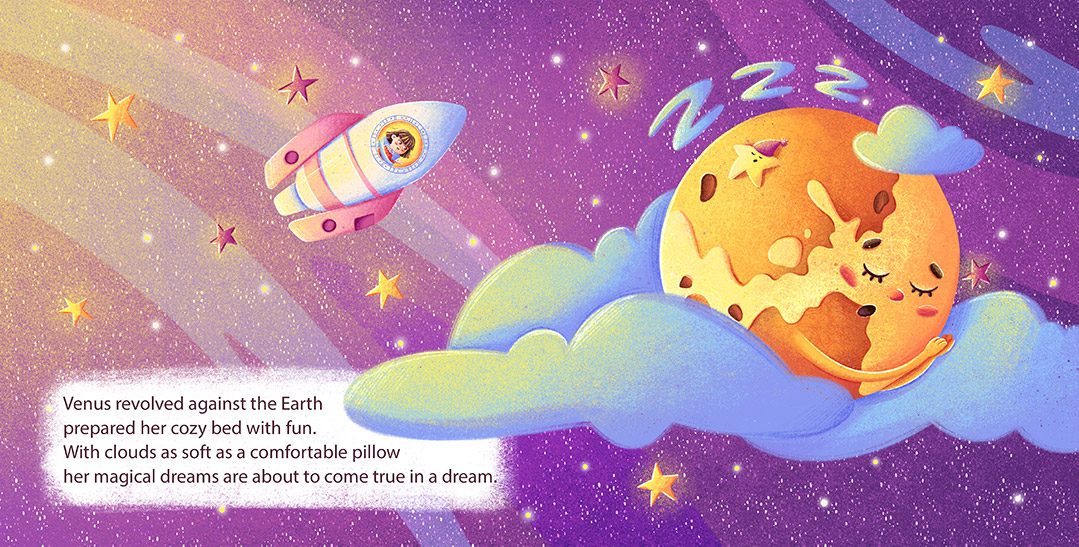 Z Z Z
Venus revolved against the Earth
prepared her cozy bed with fun.
With clouds as soft as a comfortable pillow
her magical dreams are about to come true in a dream.